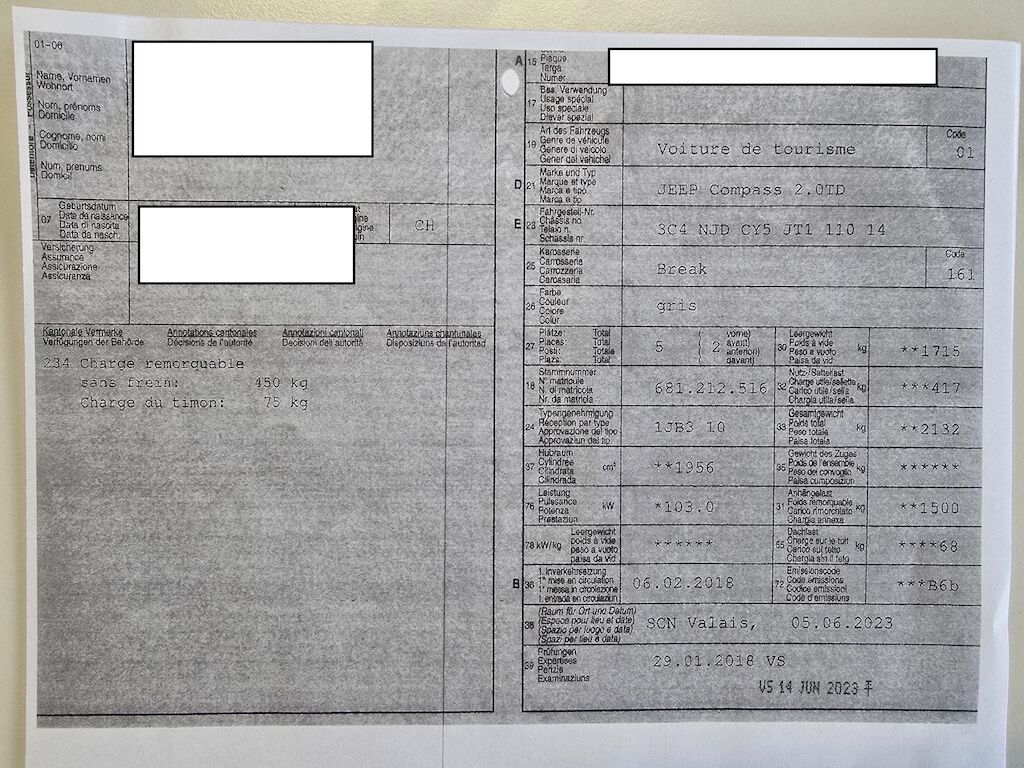 01-06
Name, Vornamen
Wohnort
Nom, prénoms
Domicile
Cognome, nomi
Domicilio
Num, prenums
Domicil
07
Geburtsdatum
Date de naissance
Data di nascita
Data da nasch.
CH
Versicherung
Assurance
Assicurazione
Assicuranza
Kantonale Vermerke Annotations cantonales Annotazioni cantonali Annotaziuns chantunalas
Verfügungen der Behörde Décisions de l'autorité Decisioni dell'autorità Disposiziuns da l'autoritad
234 Charge remorquable
sans frein: 450 kg
Charge du timon: 75 kg
A 15
Plaque
Targa
Numer
17
Bes. Verwendung
Usage spécial
Uso speciale
Diever spezial
19
Art des Fahrzeugs
Genre de véhicule
Genere di veicolo
Gener dal vehichel
Voiture de tourisme
Code
01
D 21
Marke und Typ
Marque et type
Marca e tipo
Marca e tip
JEEP Compass 2.0TD
E 23
Fahrgestell-Nr.
Châssis no.
Telaio n.
Schassis nr.
3C4 NJD CY5 JT1 110 14
25
Karosserie
Carrosserie
Carrozzeria
Carossaria
Break
Code
161
26
Farbe
Couleur
Colore
Colur
gris
27
Plätze: Total
Places: Total
Posti: Totale
Plazs: Total
5 ( 2
vorne)
avant)
anteriori)
davant)
30
Leergewicht
Poids à vide
Peso a vuoto
Paisa da vid
kg
**1715
18
Stammnummer
N° matricule
N. di matricola
Nr. da matricla
681.212.516
32
Nutz-/Sattellast
Charge utile/sellette
Carico utile/sella
Chargia utila/sella
kg
***417
24
Typengenehmigung
Réception par type
Approvazione del tipo
Approvaziun dal tip
1JB3 10
33
Gesamtgewicht
Poids total
Peso totale
Paisa totala
kg
**2132
37
Hubraum
Cylindrée
Cilindrata
Cilindrada
cm³
**1956
35
Gewicht des Zuges
Poids de l'ensemble
Peso del convoglio
Paisa cumposiziun
kg
******
76
Leistung
Puissance
Potenza
Prestaziun
kW
*103.0
31
Anhängelast
Poids remorquable
Carico rimorchiato
Chargia annexa
kg
**1500
78 kW/kg
Leergewicht
poids à vide
peso a vuoto
paisa da vid
******
55
Dachlast
Charge sur le toit
Carico sul tetto
Chargia sin il tetg
kg
****68
B 36
1. Inverkehrsetzung
1re mise en circulation
1a messa in circolazione
1. entrada en circulaziun
06.02.2018
72
Emissionscode
Code émissions
Codice emissioni
Code d'emissiuns
***B6b
38
(Raum für Ort und Datum)
(Espace pour lieu et date)
(Spazio per luogo e data)
(Spazi per lieu e data)
SCN Valais, 05.06.2023
39
Prüfungen
Expertises
Perizie
Examinaziuns
29.01.2018 VS
VS 14 JUN 2023